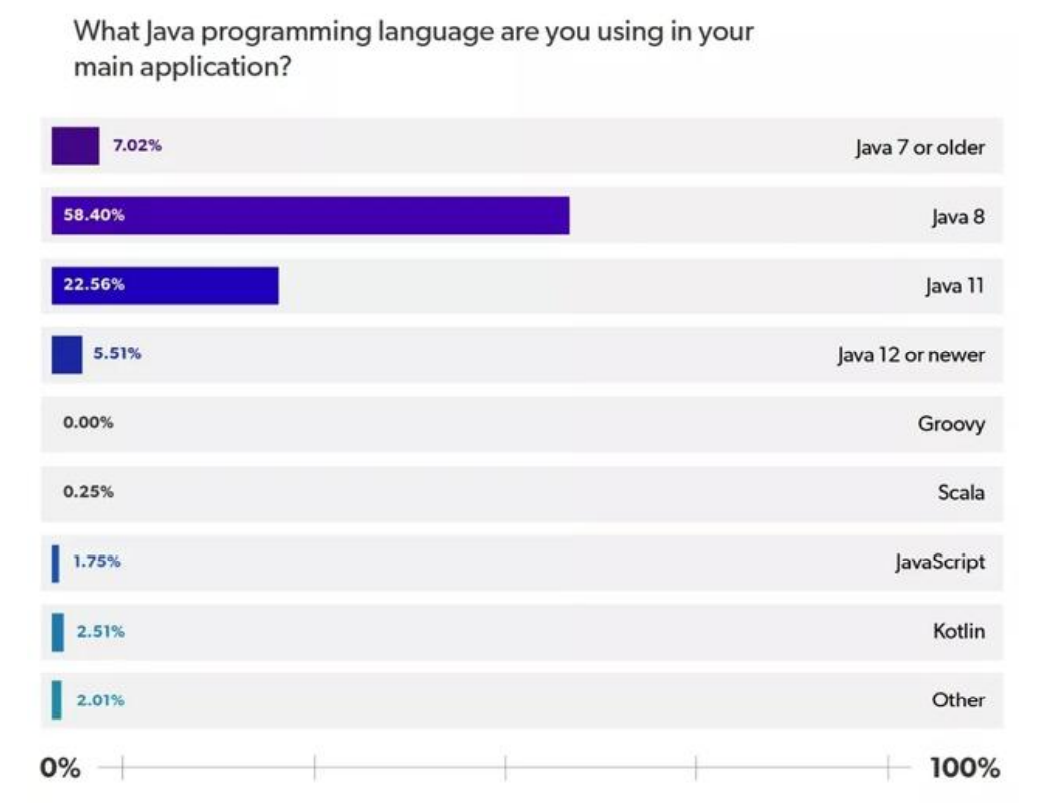 What Java programming language are you using in your
main application?
7.02% Java 7 or older
58.40% Java 8
22.56% Java 11
5.51% Java 12 or newer
0.00% Groovy
0.25% Scala
1.75% JavaScript
2.51% Kotlin
2.01% Other
0% 100%